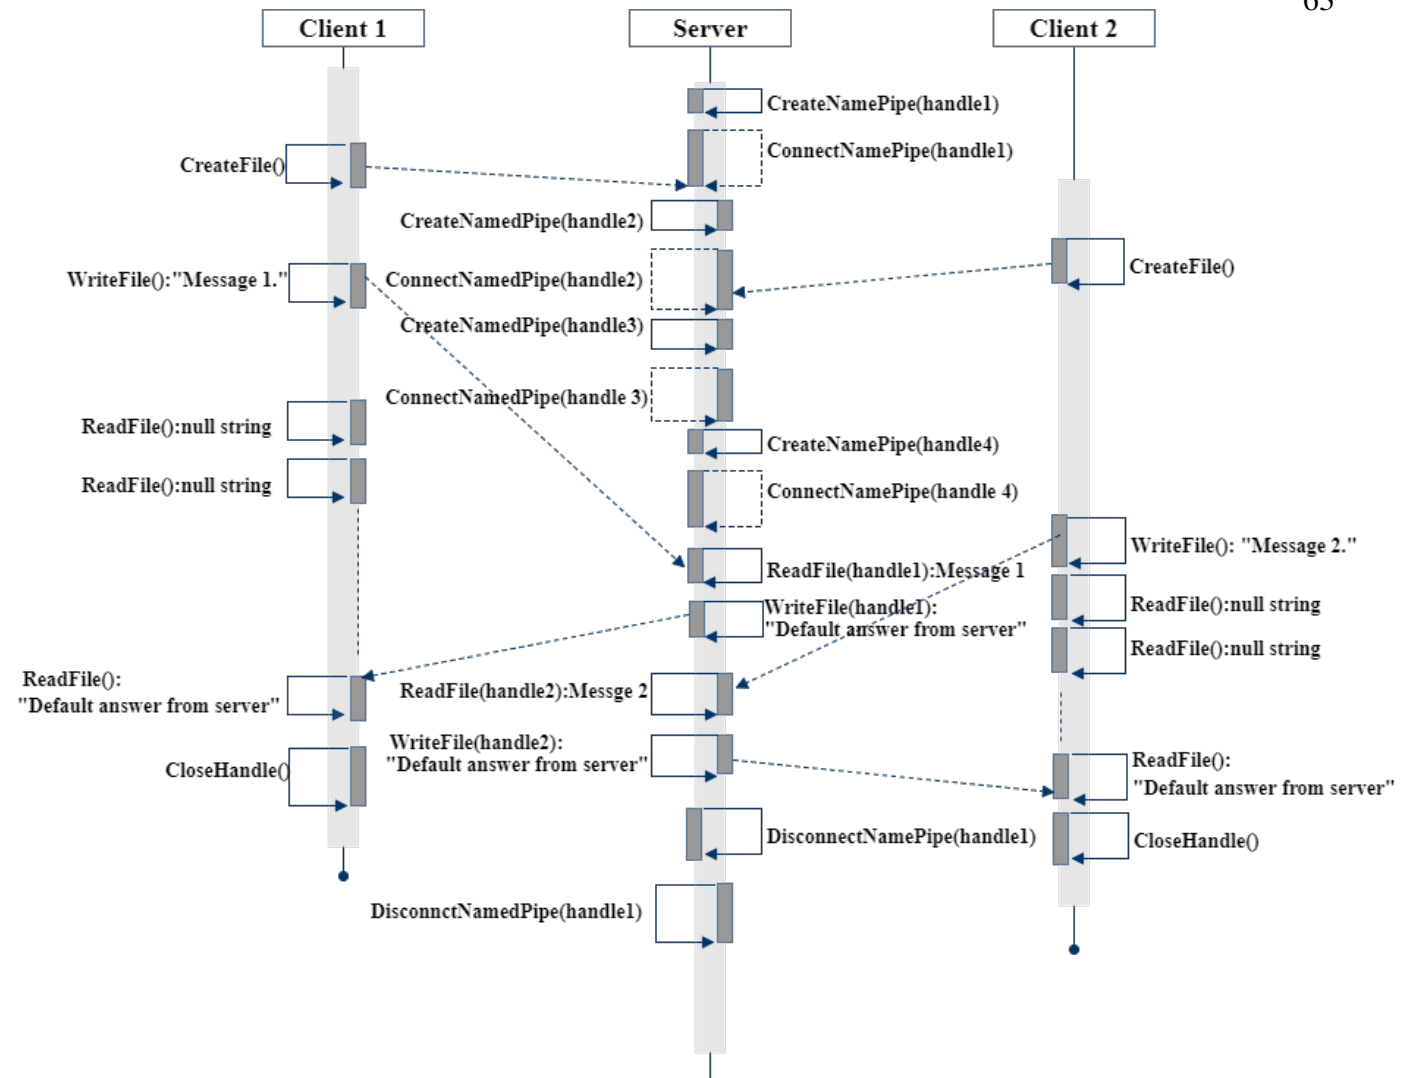 65
Client 1
Server
Client 2
CreateNamePipe(handle1)
ConnectNamePipe(handle1)
CreateFile()
CreateNamedPipe(handle2)
CreateFile()
WriteFile():"Message 1."
ConnectNamedPipe(handle2)
CreateNamedPipe(handle3)
ConnectNamedPipe(handle 3)
ReadFile():null string
CreateNamePipe(handle4)
ReadFile():null string
ConnectNamePipe(handle 4)
WriteFile(): "Message 2."
ReadFile(handle1):Message 1
ReadFile():null string
WriteFile(handle1):
"Default answer from server"
ReadFile():null string
ReadFile():
"Default answer from server"
ReadFile(handle2):Messge 2
WriteFile(handle2):
"Default answer from server"
ReadFile():
"Default answer from server"
CloseHandle()
DisconnectNamePipe(handle1)
CloseHandle()
DisconnctNamedPipe(handle1)